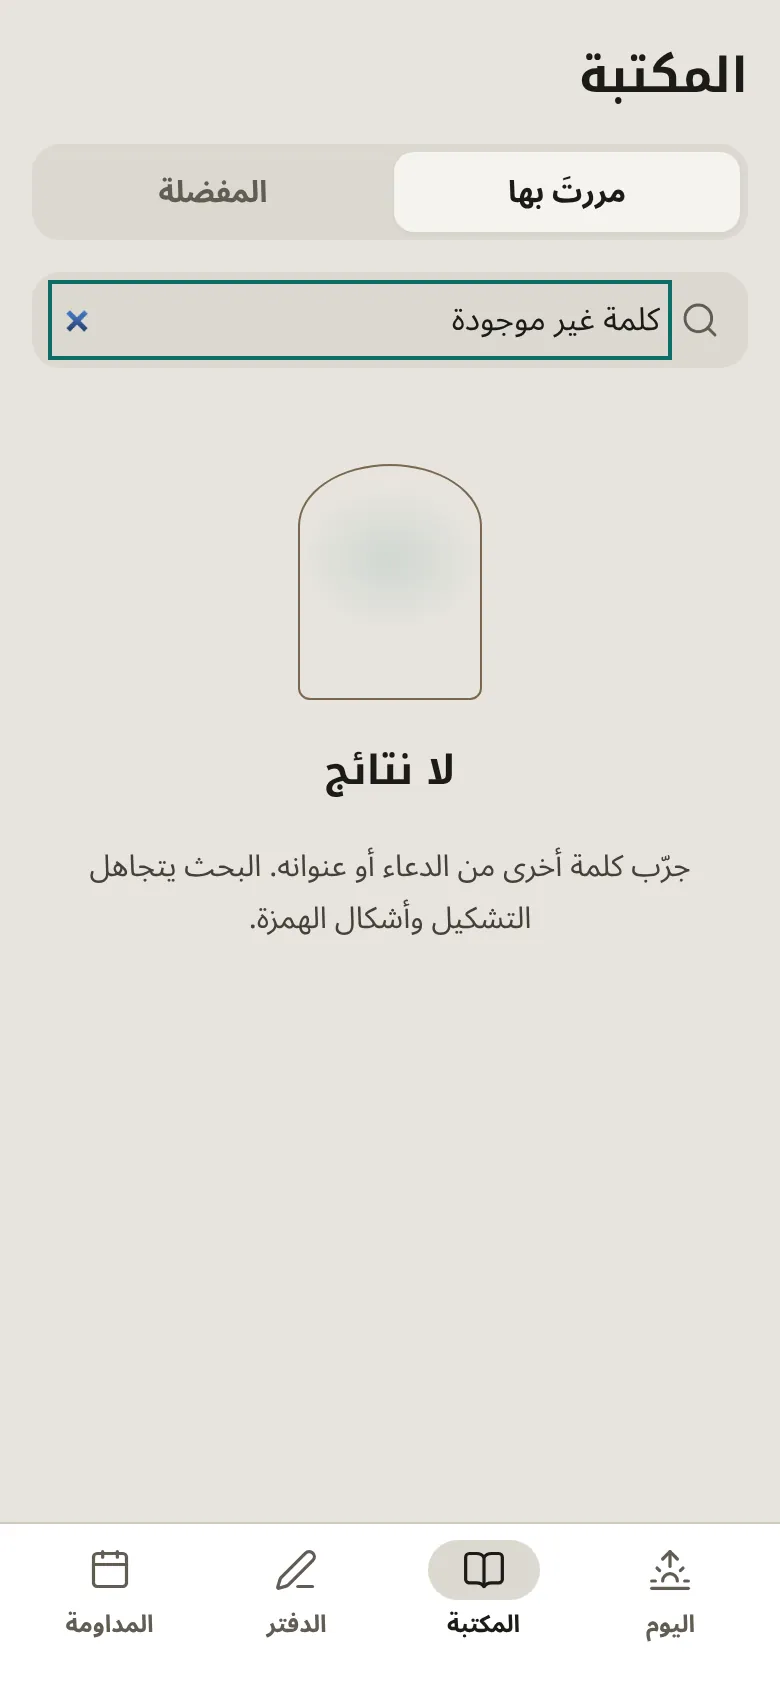 المكتبة
مررتَ بها
المفضلة
كلمة غير موجودة
لا نتائج
جرّب كلمة أخرى من الدعاء أو عنوانه. البحث يتجاهل
التشكيل وأشكال الهمزة.
اليوم
المكتبة
الدفتر
المداومة